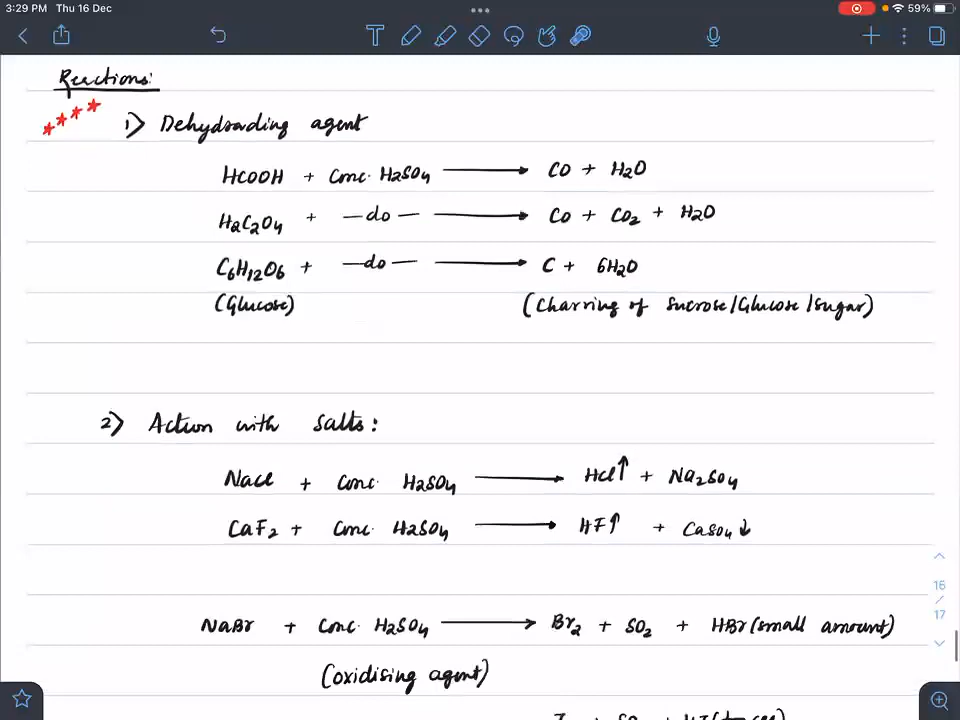 3:29 PM Thu 16 Dec 59%
Reactions:
1) Dehydrading agent
HCOOH + Conc. H2SO4 → CO + H2O
H2C2O4 + —do— → CO + CO2 + H2O
C6H12O6 + —do— → C + 6H2O
(Glucose) (Charring of Sucrose/Glucose/Sugar)
2) Action with Salts:
NaCl + Conc. H2SO4 → HCl↑ + Na2SO4
CaF2 + Conc. H2SO4 → HF↑ + CaSO4↓
16
/
17
NaBr + Conc. H2SO4 → Br2 + SO2 + HBr (small amount)
(oxidising agent)